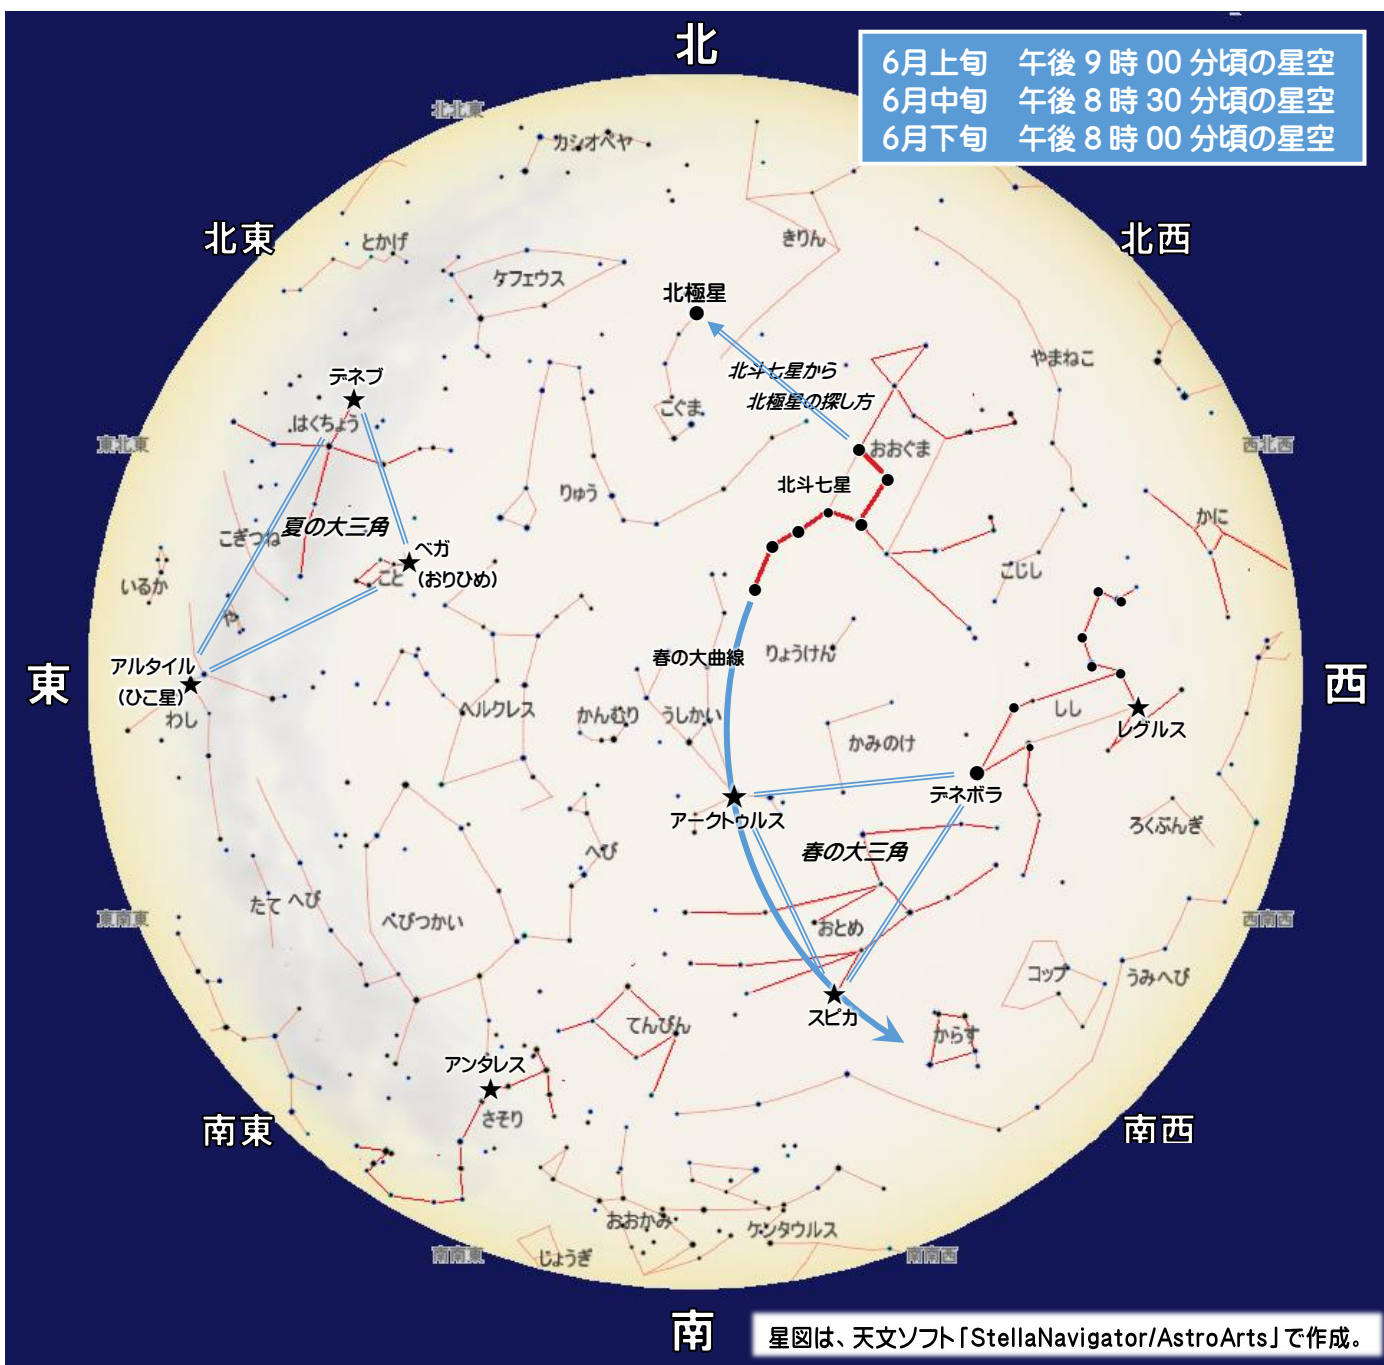 北
6月上旬 午後 9 時 00 分頃の星空
6月中旬 午後 8 時 30 分頃の星空
6月下旬 午後 8 時 00 分頃の星空
北北東
カシオペヤ
北東
とかげ
ケフェウス
きりん
北西
北極星
デネブ
はくちょう
北斗七星から
北極星の探し方
こぐま
やまねこ
おおぐま
東北東
西北西
りゅう
北斗七星
夏の大三角
こぎつね
かに
ベガ
(おりひめ)
こと
いるか
や
こじし
春の大曲線
りょうけん
アルタイル
(ひこ星)
わし
東
西
ヘルクレス
かんむり
うしかい
かみのけ
しし
レグルス
デネボラ
アークトゥルス
ろくぶんぎ
へび
春の大三角
たて
へび
へびつかい
おとめ
東南東
西南西
コップ
うみへび
スピカ
てんびん
からす
アンタレス
さそり
南東
南西
おおかみ
ケンタウルス
じょうぎ
南南東
南南西
南
星図は、天文ソフト「StellaNavigator/AstroArts」で作成。